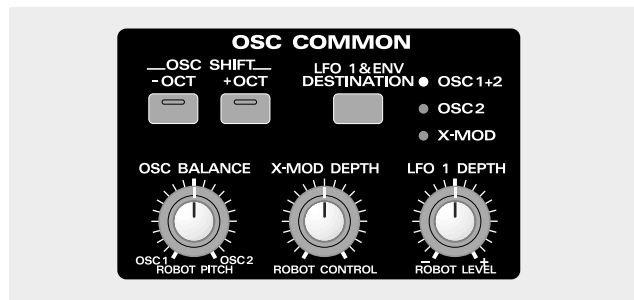 OSC COMMON
OSC SHIFT
-OCT +OCT
LFO 1&ENV
DESTINATION
OSC 1+2
OSC 2
X-MOD
OSC BALANCE X-MOD DEPTH LFO 1 DEPTH
OSC 1 OSC 2 - +
ROBOT PITCH ROBOT CONTROL ROBOT LEVEL